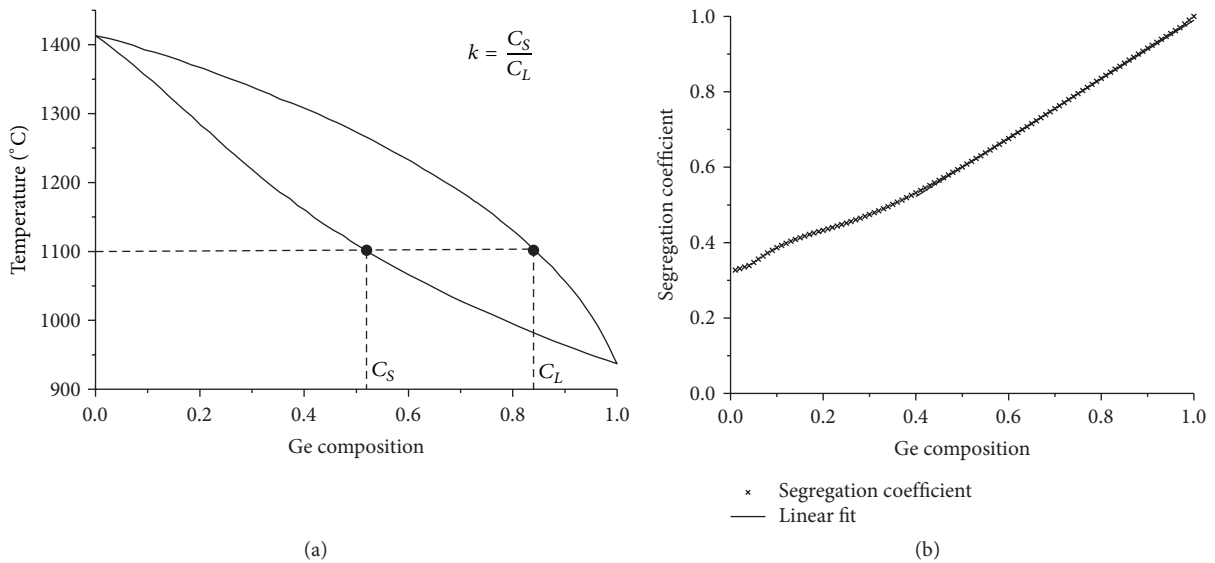 1400
1300
1200
1100
1000
900
Temperature (°C)
k = C_S / C_L
C_S
C_L
0.0 0.2 0.4 0.6 0.8 1.0
Ge composition
(a)
1.0
0.8
0.6
0.4
0.2
0.0
Segregation coefficient
0.0 0.2 0.4 0.6 0.8 1.0
Ge composition
Segregation coefficient
Linear fit
(b)